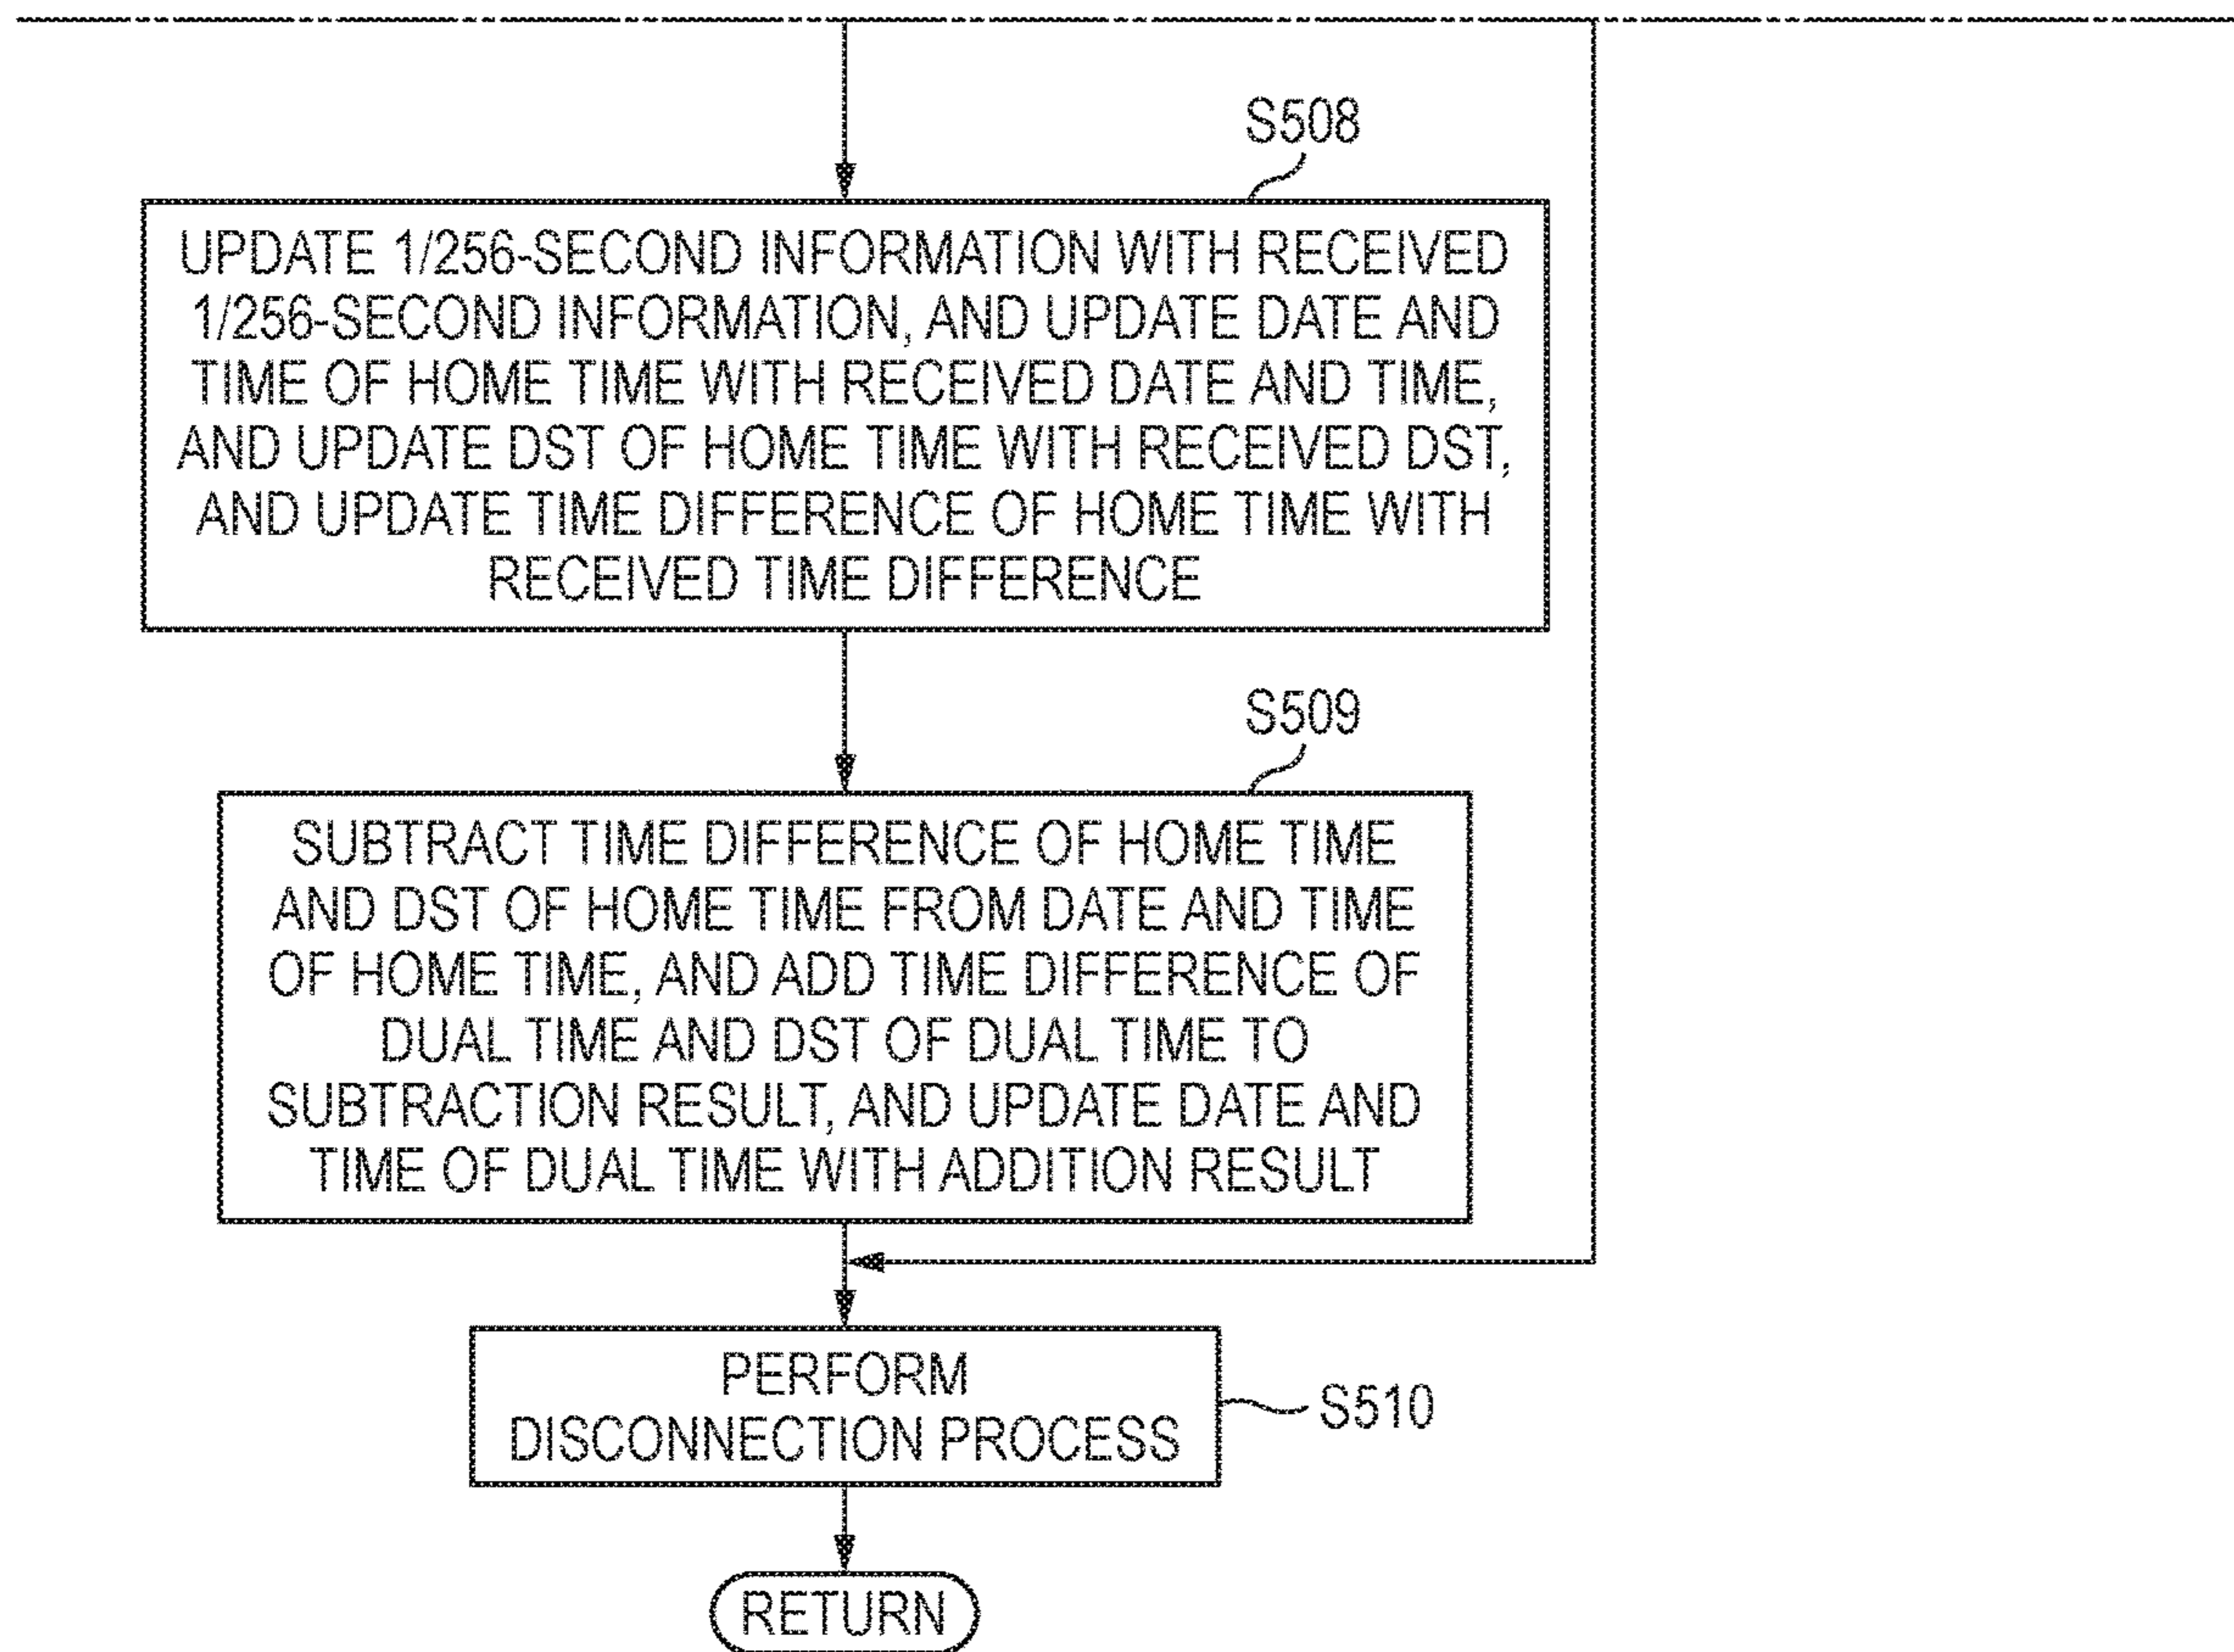 S508
UPDATE 1/256-SECOND INFORMATION WITH RECEIVED
1/256-SECOND INFORMATION, AND UPDATE DATE AND
TIME OF HOME TIME WITH RECEIVED DATE AND TIME,
AND UPDATE DST OF HOME TIME WITH RECEIVED DST,
AND UPDATE TIME DIFFERENCE OF HOME TIME WITH
RECEIVED TIME DIFFERENCE
S509
SUBTRACT TIME DIFFERENCE OF HOME TIME
AND DST OF HOME TIME FROM DATE AND TIME
OF HOME TIME, AND ADD TIME DIFFERENCE OF
DUAL TIME AND DST OF DUAL TIME TO
SUBTRACTION RESULT, AND UPDATE DATE AND
TIME OF DUAL TIME WITH ADDITION RESULT
PERFORM
DISCONNECTION PROCESS
S510
RETURN